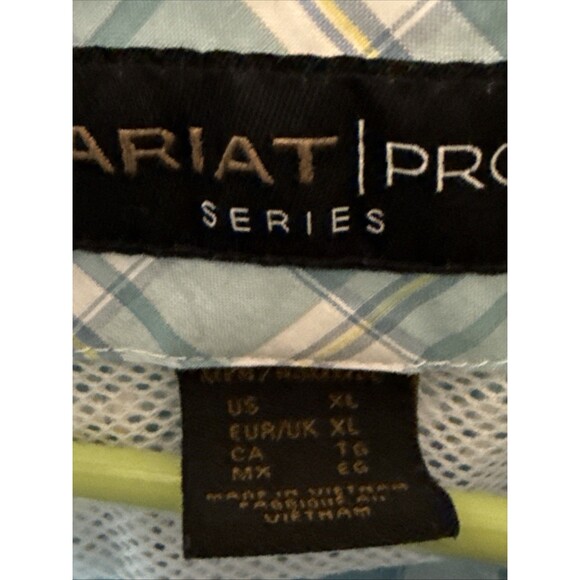 ARIAT | PRO
SERIES
US XL
EUR/UK XL
CA TG
MX EG
MADE IN VIETNAM
FABRIQUE AU
VIETNAM